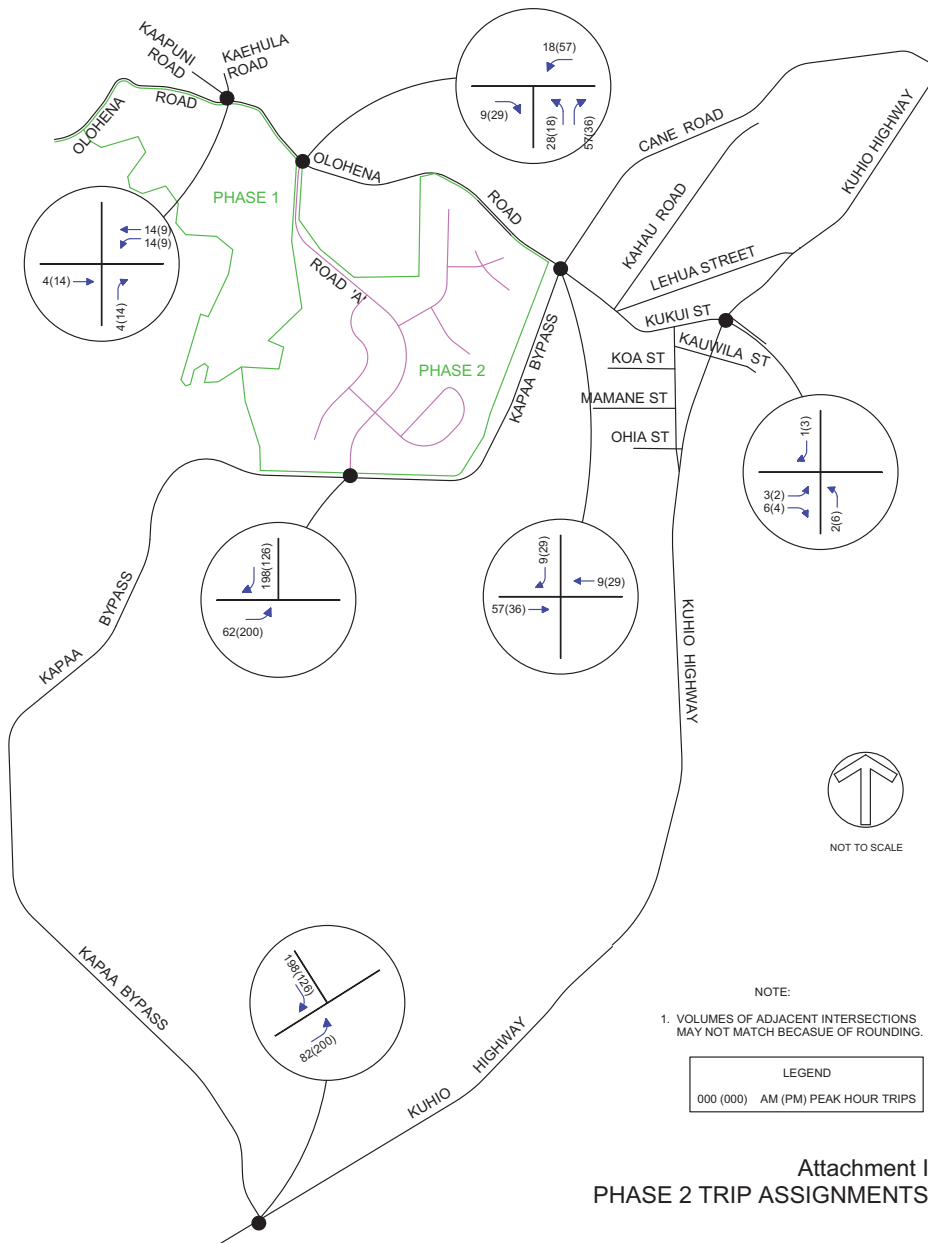 KAAPUNI
ROAD
KAEHULA
ROAD
OLOHENA
ROAD
18(57)
9(29)
28(18)
57(36)
OLOHENA
ROAD
CANE ROAD
KAHAU ROAD
KUHIO HIGHWAY
LEHUA STREET
PHASE 1
14(9)
14(9)
4(14)
4(14)
ROAD 'A'
PHASE 2
KAPAA BYPASS
KUKUI ST
KAUWILA ST
KOA ST
MAMANE ST
OHIA ST
1(3)
3(2)
6(4)
2(6)
198(126)
62(200)
9(29)
9(29)
57(36)
KAPAA BYPASS
KUHIO HIGHWAY
NOT TO SCALE
KAPAA BYPASS
198(126)
82(200)
KUHIO HIGHWAY
NOTE:
1. VOLUMES OF ADJACENT INTERSECTIONS
MAY NOT MATCH BECASUE OF ROUNDING.
LEGEND
000 (000) AM (PM) PEAK HOUR TRIPS
Attachment I
PHASE 2 TRIP ASSIGNMENTS